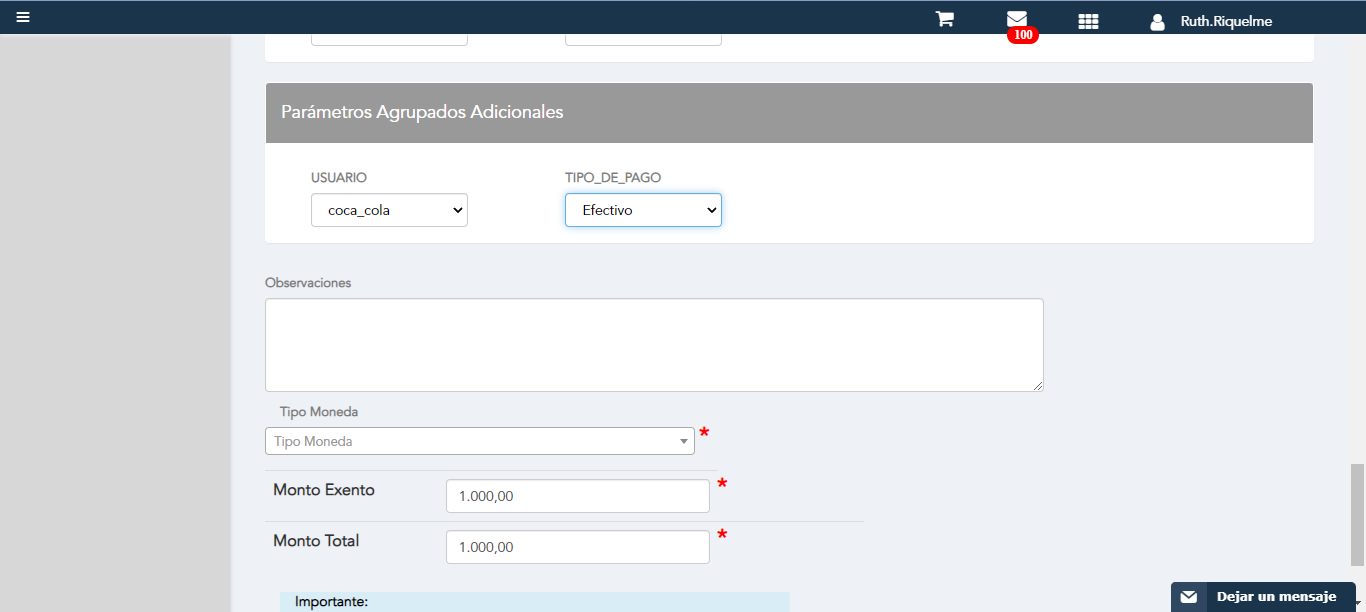 100
Ruth.Riquelme
Parámetros Agrupados Adicionales
USUARIO
TIPO_DE_PAGO
coca_cola
Efectivo
Observaciones
Tipo Moneda
Tipo Moneda
*
Monto Exento
1.000,00
*
Monto Total
1.000,00
*
Importante:
Dejar un mensaje